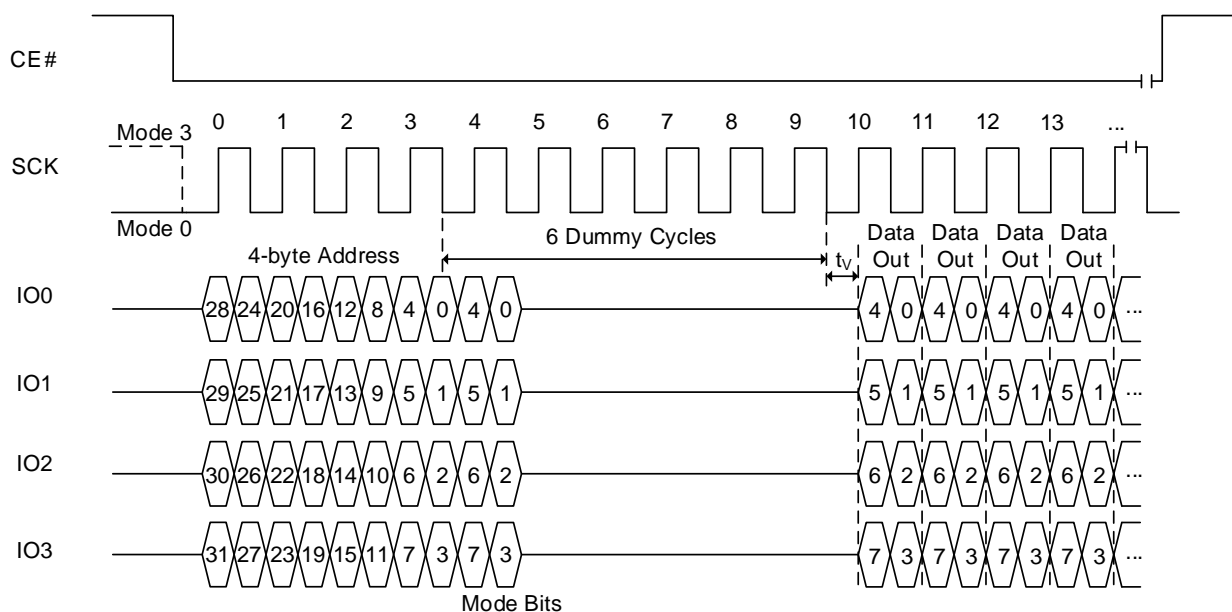 CE#
0 1 2 3 4 5 6 7 8 9 10 11 12 13 ...
Mode 3
SCK
Mode 0
6 Dummy Cycles
Data Out Data Out Data Out Data Out
4-byte Address
tV
IO0 28 24 20 16 12 8 4 0 4 0 4 0 4 0 4 0 4 0 ...
IO1 29 25 21 17 13 9 5 1 5 1 5 1 5 1 5 1 5 1 ...
IO2 30 26 22 18 14 10 6 2 6 2 6 2 6 2 6 2 6 2 ...
IO3 31 27 23 19 15 11 7 3 7 3 7 3 7 3 7 3 7 3 ...
Mode Bits